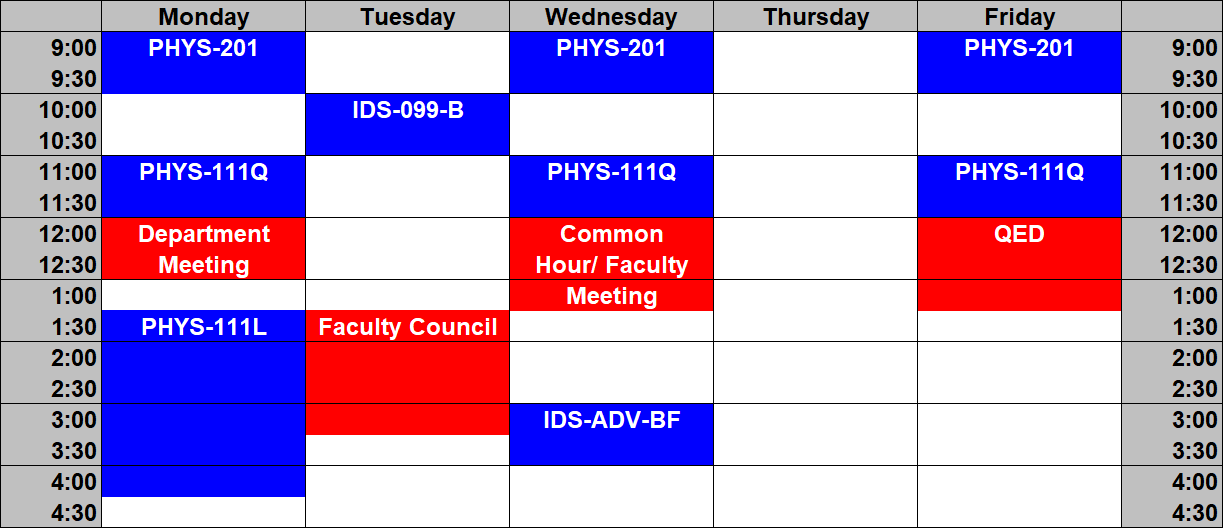 Monday Tuesday Wednesday Thursday Friday
9:00 PHYS-201 PHYS-201 PHYS-201 9:00
9:30 9:30
10:00 IDS-099-B 10:00
10:30 10:30
11:00 PHYS-111Q PHYS-111Q PHYS-111Q 11:00
11:30 11:30
12:00 Department Common QED 12:00
12:30 Meeting Hour/ Faculty 12:30
1:00 Meeting 1:00
1:30 PHYS-111L Faculty Council 1:30
2:00 2:00
2:30 2:30
3:00 IDS-ADV-BF 3:00
3:30 3:30
4:00 4:00
4:30 4:30